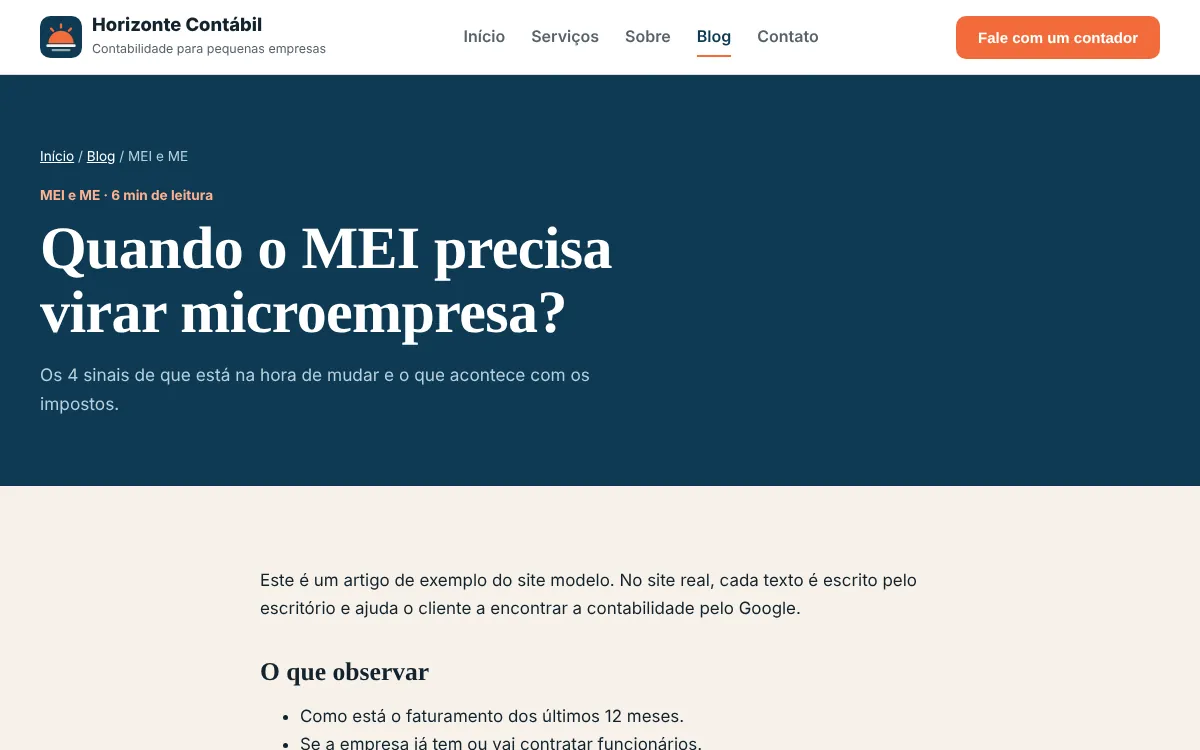 Horizonte Contábil
Contabilidade para pequenas empresas
Início
Serviços
Sobre
Blog
Contato
Fale com um contador
Início / Blog / MEI e ME
MEI e ME · 6 min de leitura
Quando o MEI precisa
virar microempresa?
Os 4 sinais de que está na hora de mudar e o que acontece com os
impostos.
Este é um artigo de exemplo do site modelo. No site real, cada texto é escrito pelo
escritório e ajuda o cliente a encontrar a contabilidade pelo Google.
O que observar
• Como está o faturamento dos últimos 12 meses.
• Se a empresa já tem ou vai contratar funcionários.